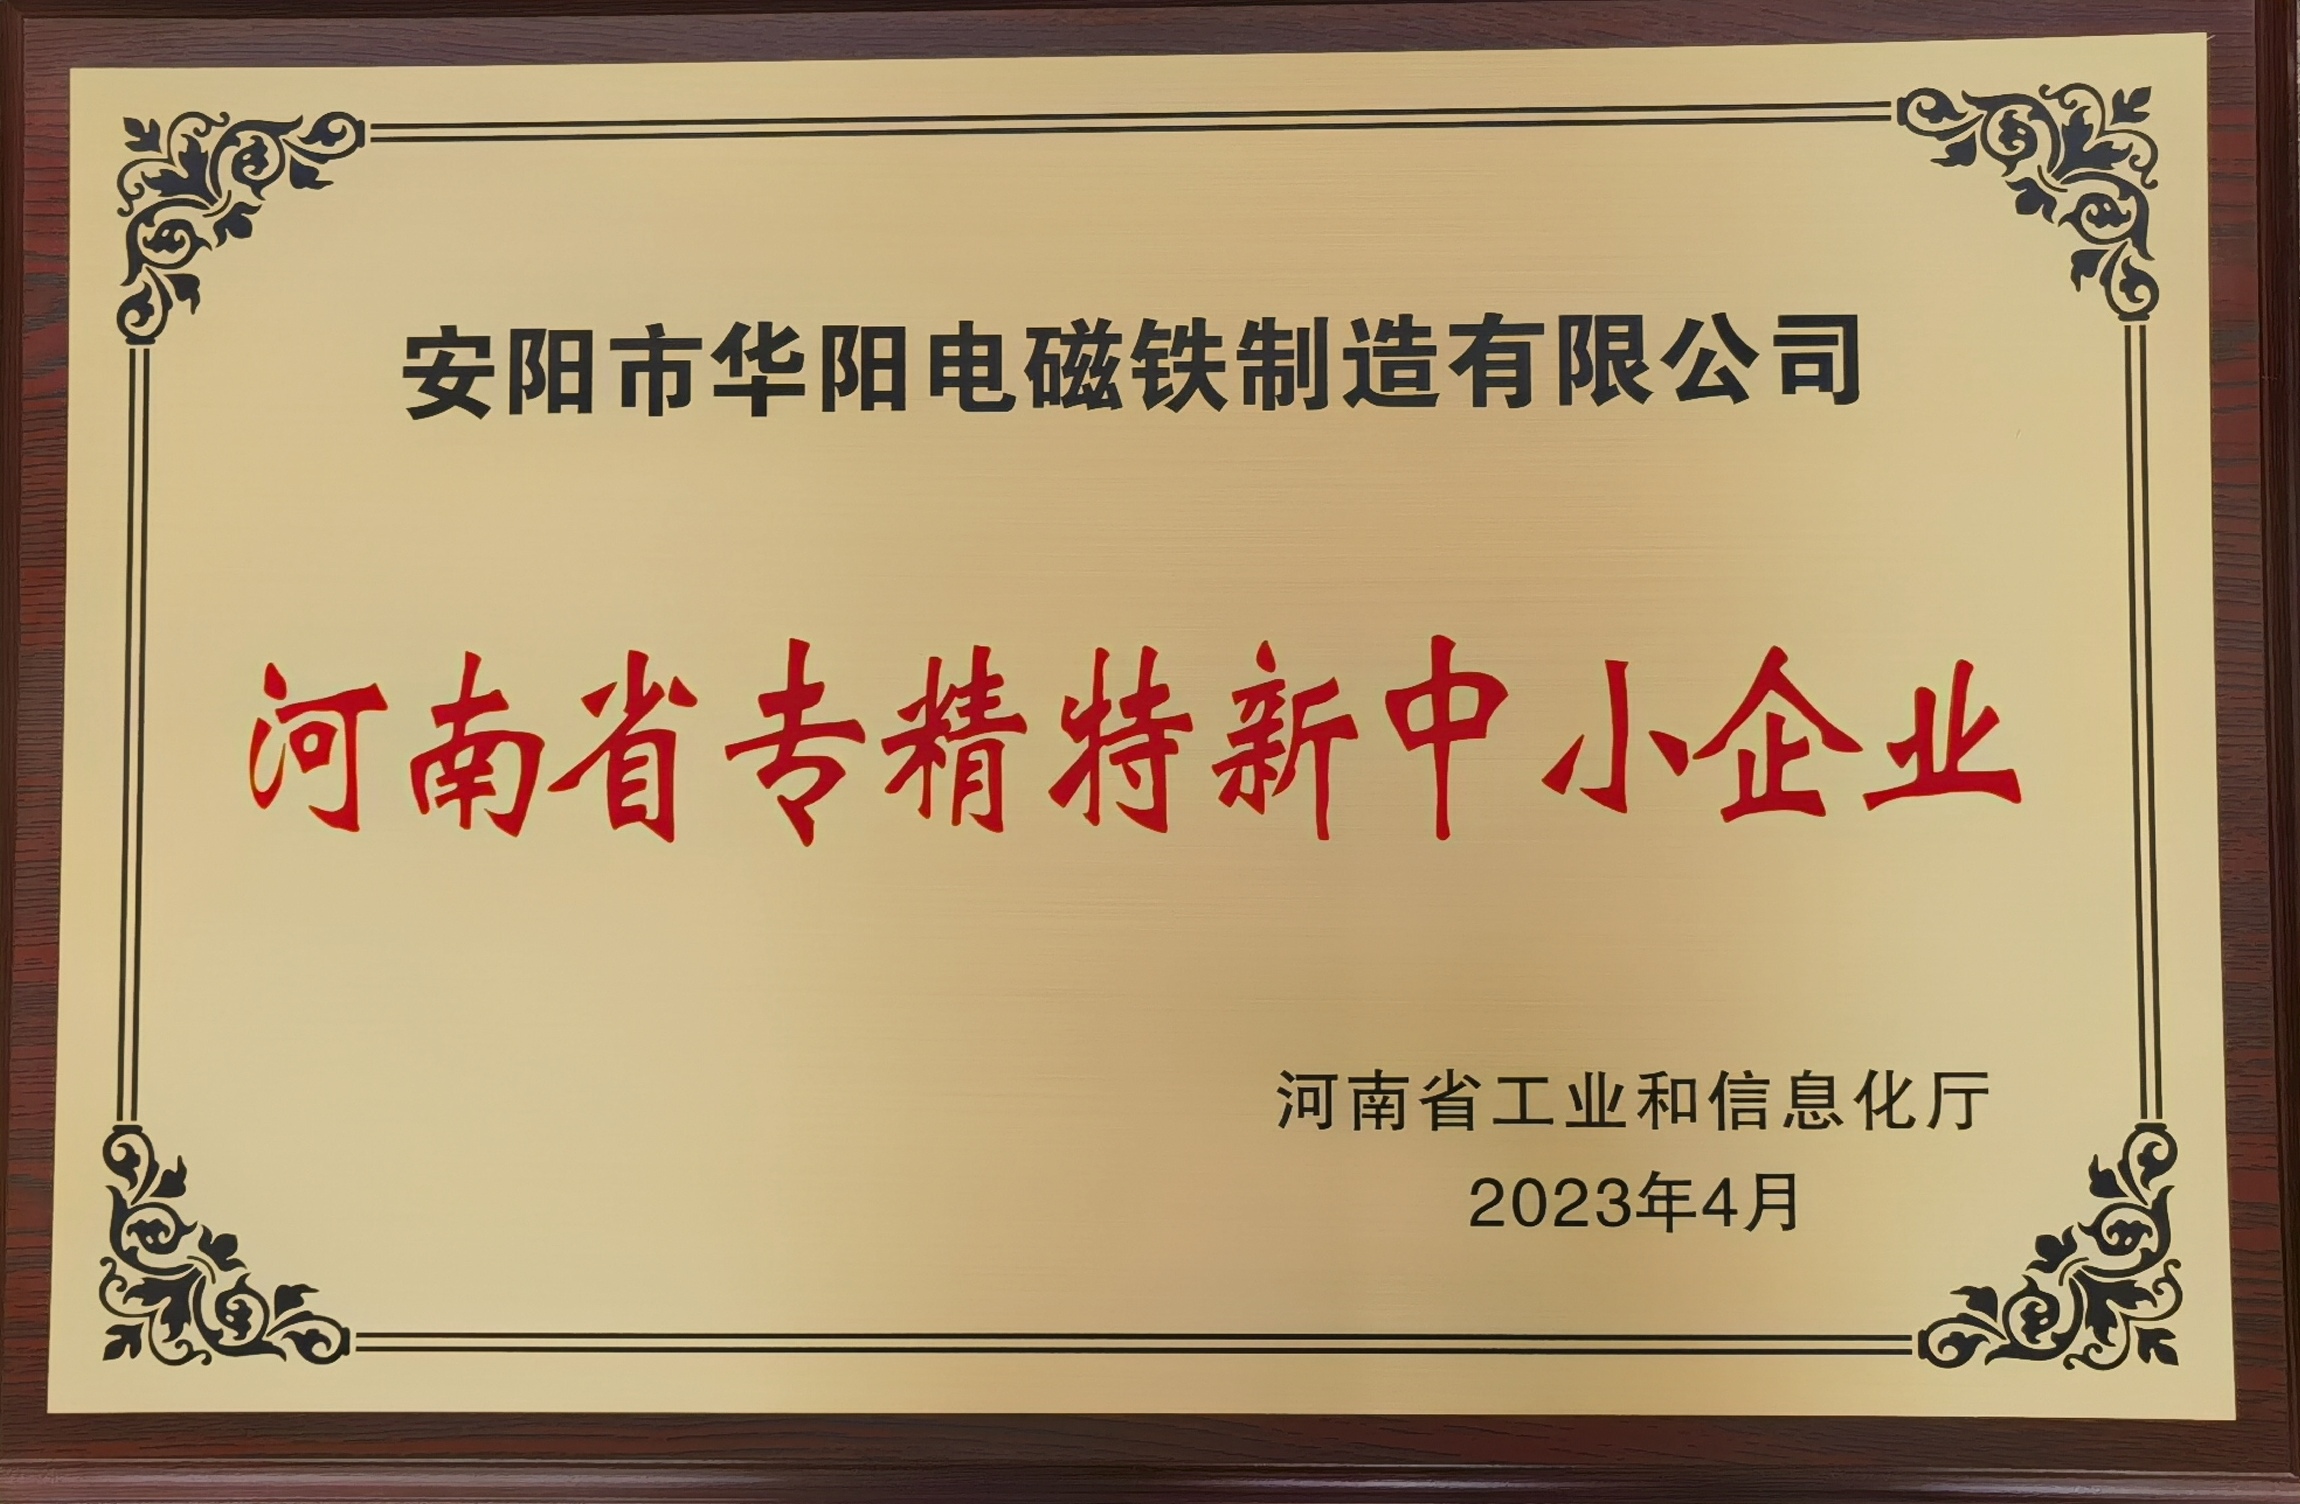 安阳市华阳电磁铁制造有限公司
河南省专精特新中小企业
河南省工业和信息化厅
2023年4月